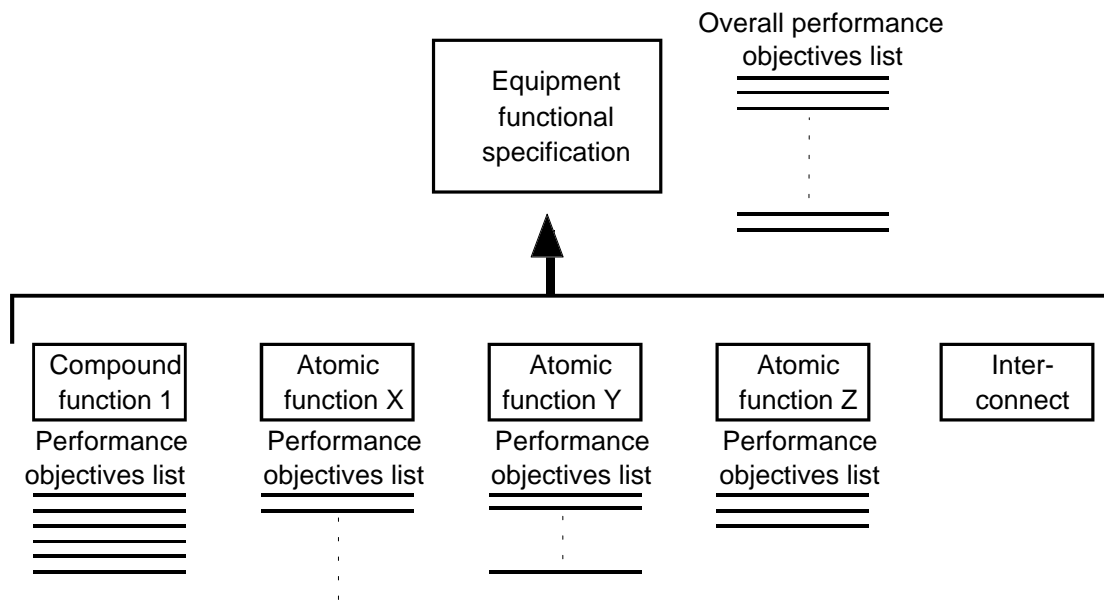 Overall performance
objectives list
Equipment
functional
specification
Compound
function 1
Performance
objectives list
Atomic
function X
Performance
objectives list
Atomic
function Y
Performance
objectives list
Atomic
function Z
Performance
objectives list
Inter-
connect